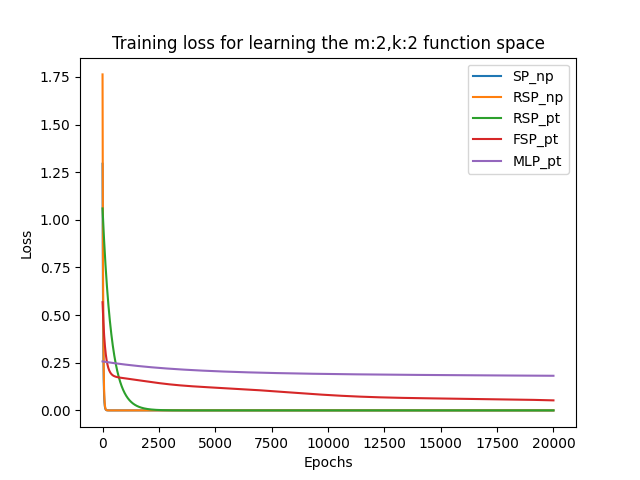 Training loss for learning the m:2,k:2 function space
SP_np
RSP_np
RSP_pt
FSP_pt
MLP_pt
Loss
1.75
1.50
1.25
1.00
0.75
0.50
0.25
0.00
0 2500 5000 7500 10000 12500 15000 17500 20000
Epochs